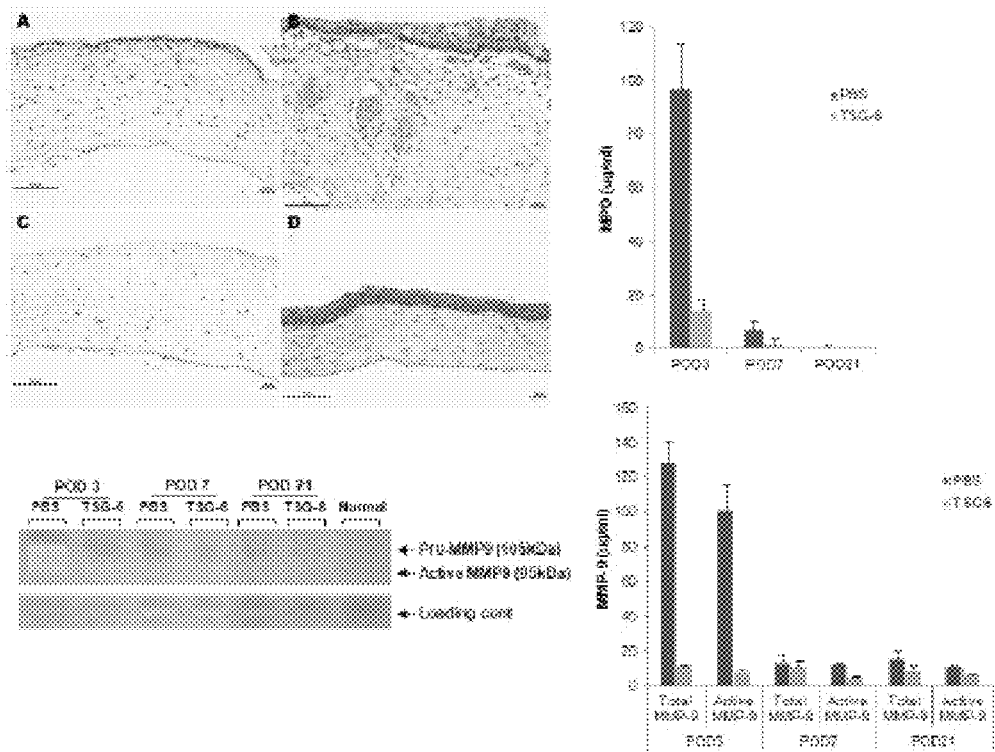 A
B
C
D
POD 3
POD 7
POD 21
PBS
TSG-6
PBS
TSG-6
PBS
TSG-6
Normal
Pro-MMP9 (105kDa)
Active MMP9 (95kDa)
Loading cont
MPO (ug/ml)
120
100
80
60
40
20
0
PBS
TSG-6
POD3
POD7
POD21
MMP-9 (ug/ml)
160
140
120
100
80
60
40
20
0
PBS
TSG6
Total MMP-9
Active MMP-9
Total MMP-9
Active MMP-9
Total MMP-9
Active MMP-9
POD3
POD7
POD21